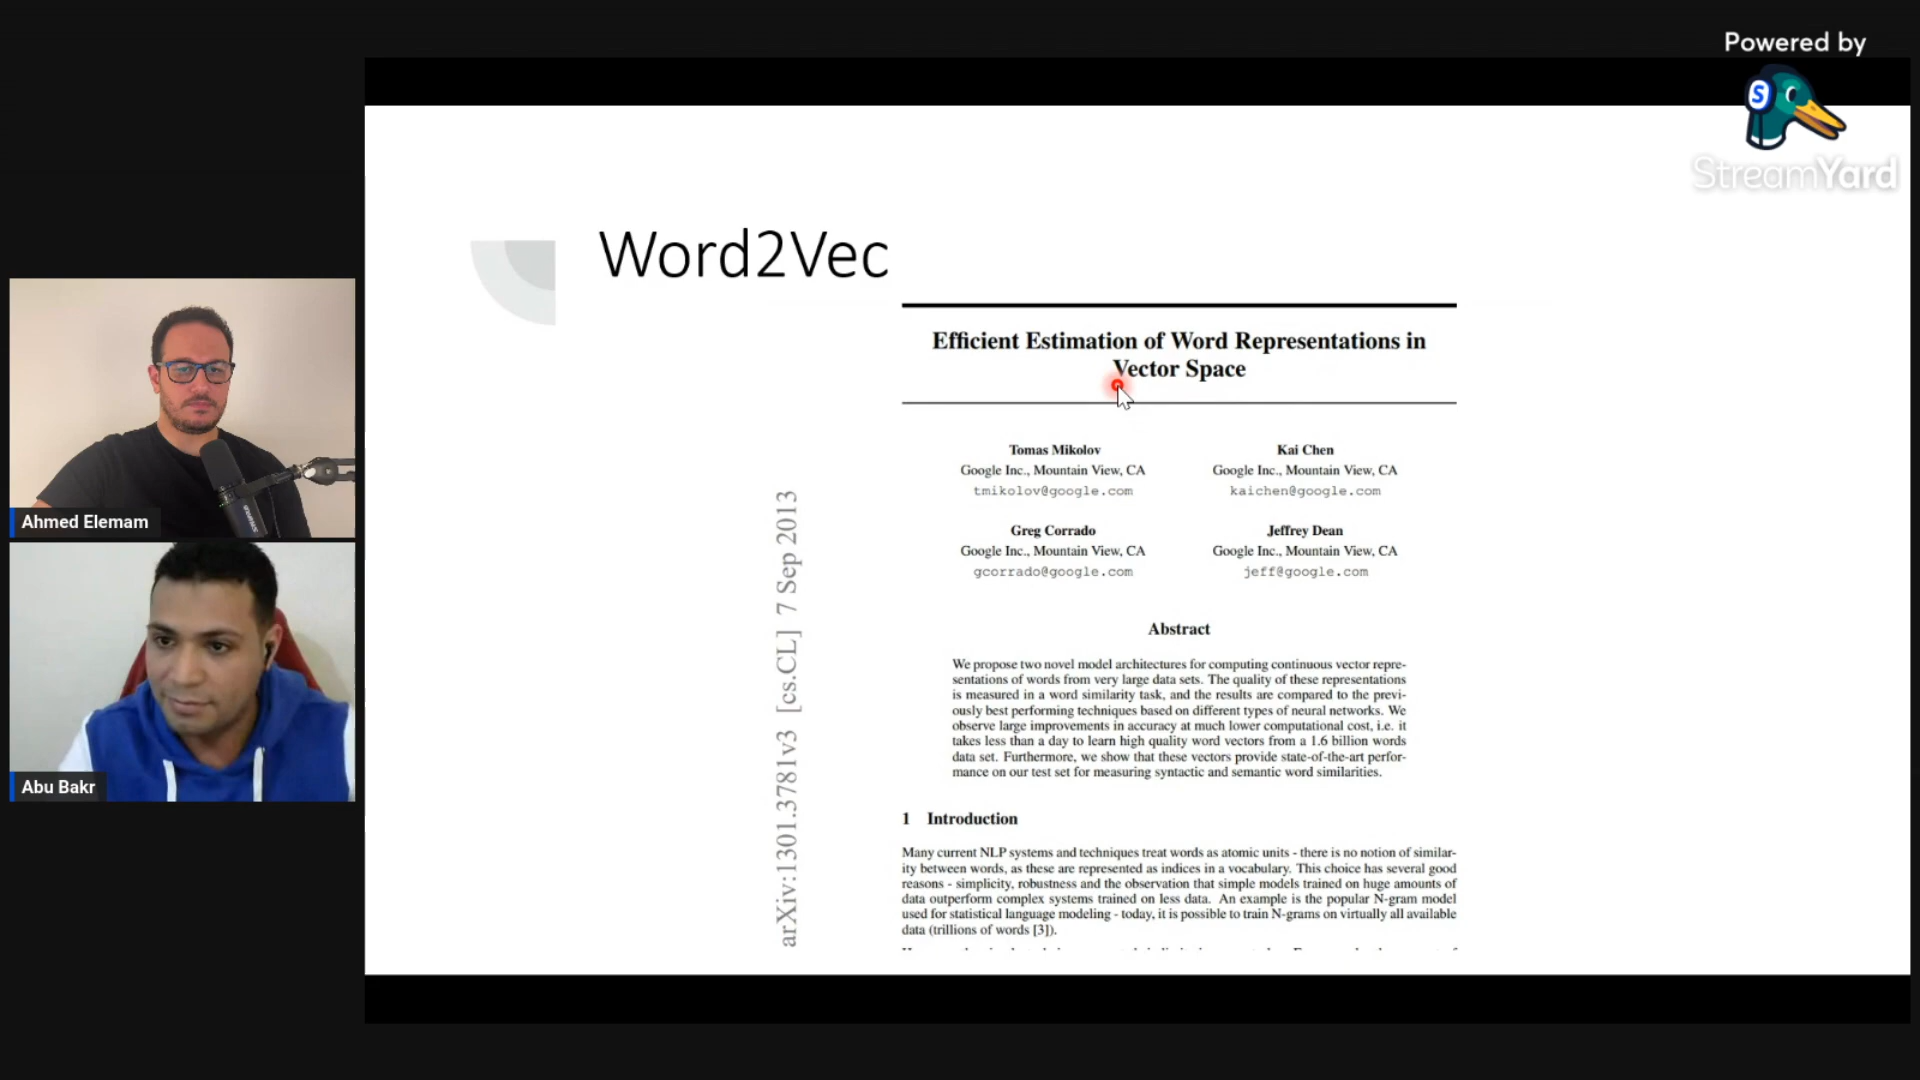 Powered by
StreamYard
Word2Vec
Efficient Estimation of Word Representations in
Vector Space
Tomas Mikolov
Google Inc., Mountain View, CA
tmikolov@google.com
Kai Chen
Google Inc., Mountain View, CA
kaichen@google.com
Greg Corrado
Google Inc., Mountain View, CA
gcorrado@google.com
Jeffrey Dean
Google Inc., Mountain View, CA
jeff@google.com
arXiv:1301.3781v3 [cs.CL] 7 Sep 2013
Abstract
We propose two novel model architectures for computing continuous vector repre-
sentations of words from very large data sets. The quality of these representations
is measured in a word similarity task, and the results are compared to the previ-
ously best performing techniques based on different types of neural networks. We
observe large improvements in accuracy at much lower computational cost, i.e. it
takes less than a day to learn high quality word vectors from a 1.6 billion words
data set. Furthermore, we show that these vectors provide state-of-the-art perfor-
mance on our test set for measuring syntactic and semantic word similarities.
1 Introduction
Many current NLP systems and techniques treat words as atomic units - there is no notion of similar-
ity between words, as these are represented as indices in a vocabulary. This choice has several good
reasons - simplicity, robustness and the observation that simple models trained on huge amounts of
data outperform complex systems trained on less data. An example is the popular N-gram model
used for statistical language modeling - today, it is possible to train N-grams on virtually all available
data (trillions of words [3]).
Ahmed Elemam
Abu Bakr